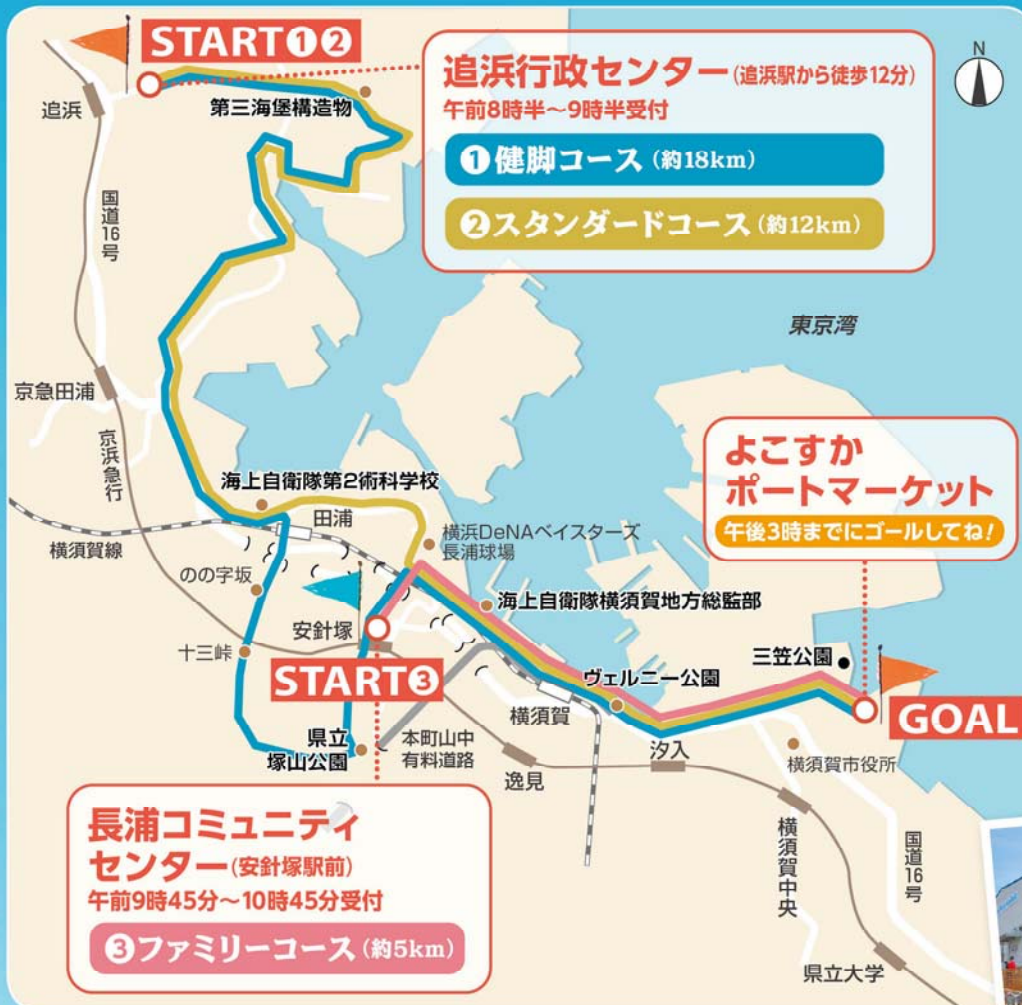 START❶❷
追浜行政センター(追浜駅から徒歩12分)
午前8時半～9時半受付
❶健脚コース(約18km)
❷スタンダードコース(約12km)
N
追浜
第三海堡構造物
国道16号
東京湾
京急田浦
京浜急行
よこすか
ポートマーケット
午後3時までにゴールしてね!
海上自衛隊第2術科学校
田浦
横須賀線
横浜DeNAベイスターズ
長浦球場
のの字坂
海上自衛隊横須賀地方総監部
安針塚
十三峠
三笠公園
START❸
ヴェルニー公園
GOAL
横須賀
県立
塚山公園
本町山中
有料道路
汐入
逸見
横須賀市役所
長浦コミュニティ
センター(安針塚駅前)
午前9時45分～10時45分受付
❸ファミリーコース(約5km)
横須賀中央
国道16号
県立大学